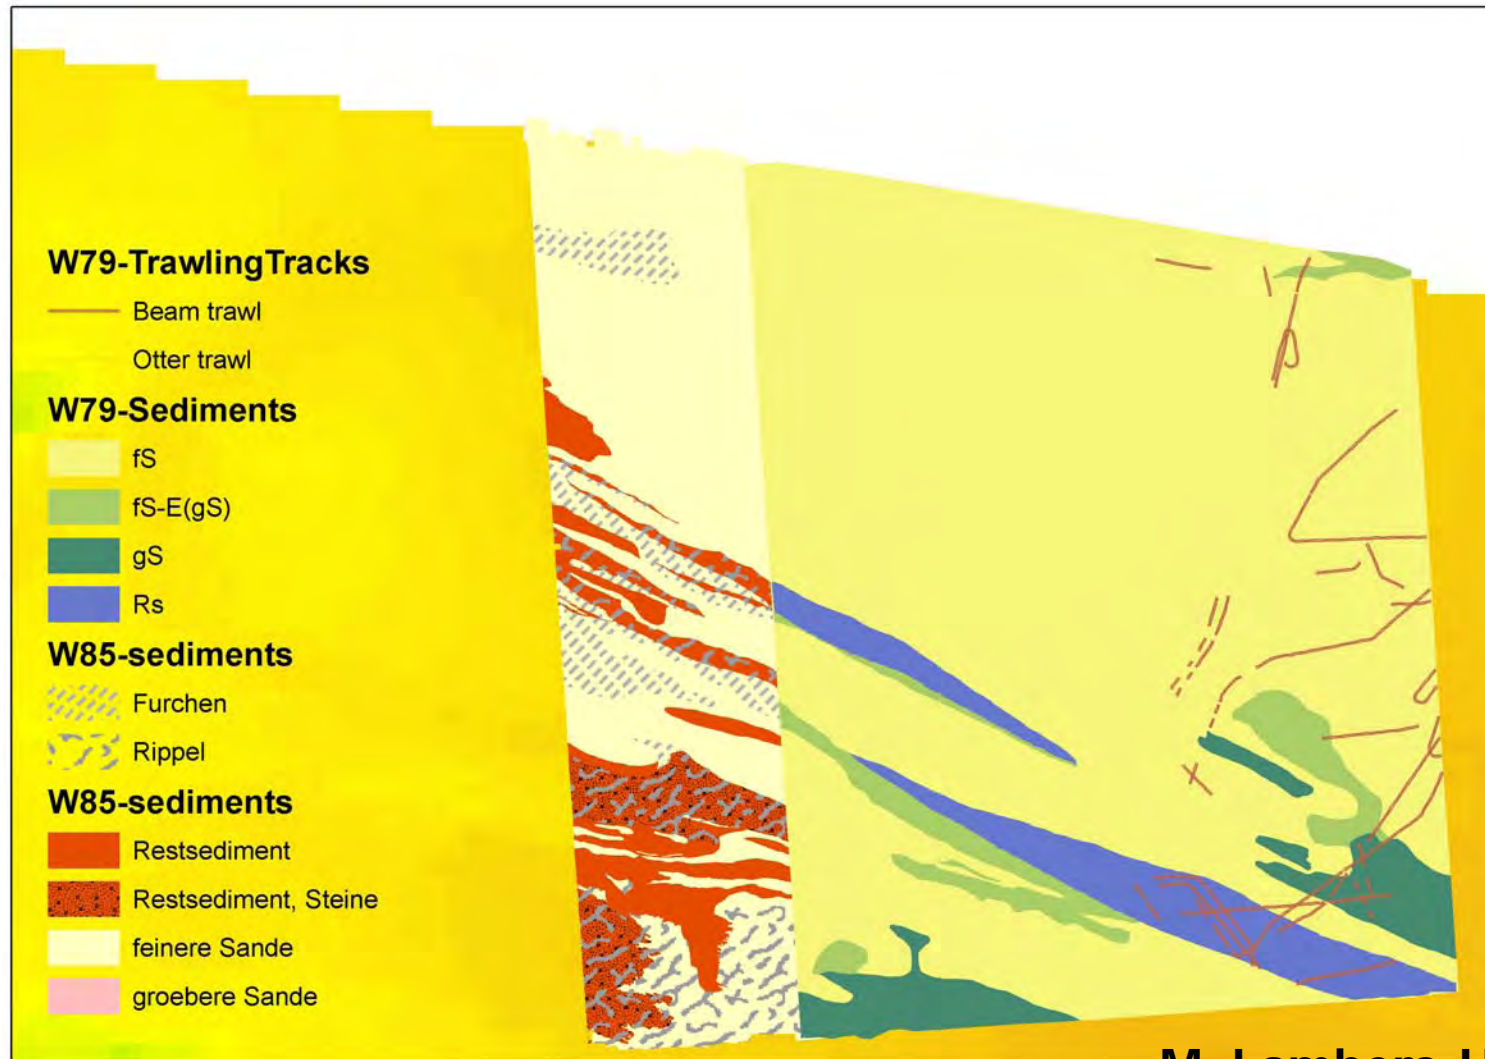 W79-TrawlingTracks
Beam trawl
Otter trawl
W79-Sediments
fS
fS-E(gS)
gS
Rs
W85-sediments
Furchen
Rippel
W85-sediments
Restsediment
Restsediment, Steine
feinere Sande
groebere Sande